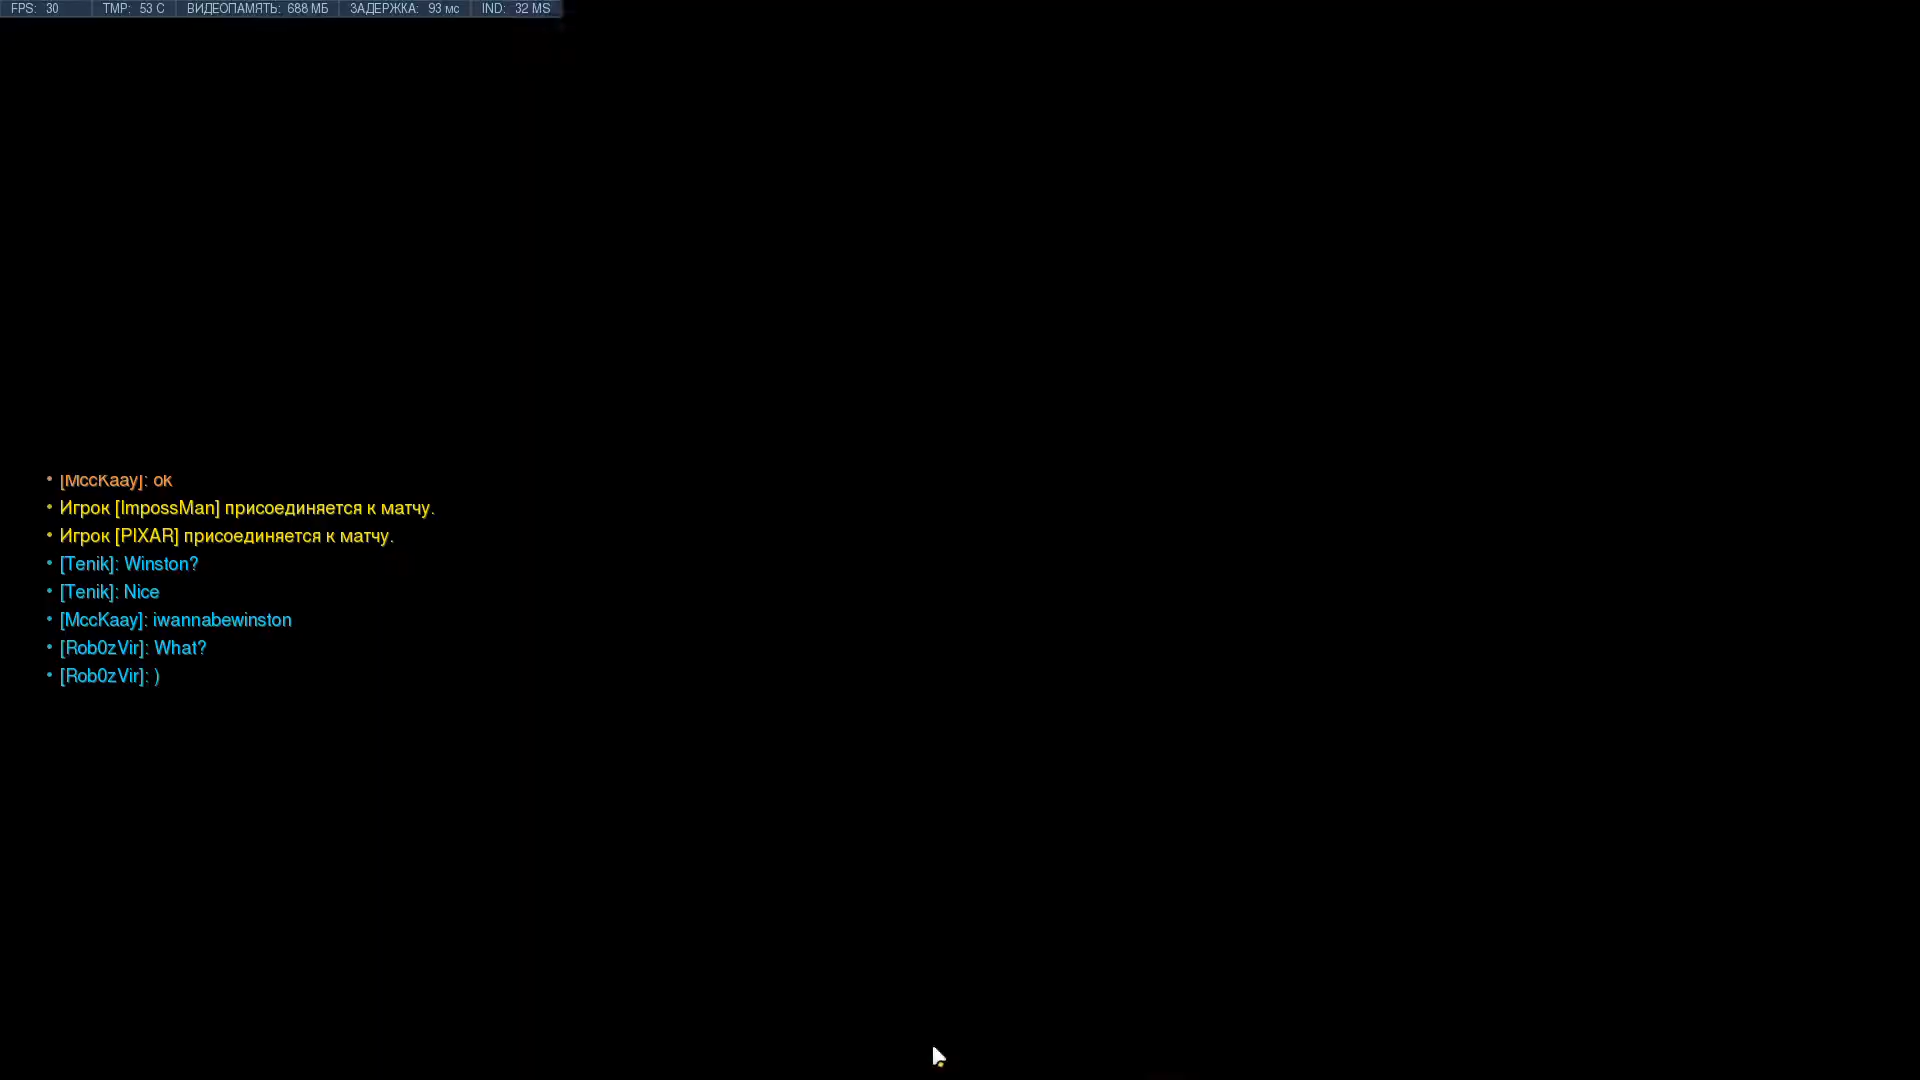 FPS: 30 TMP: 53 C ВИДЕОПАМЯТЬ: 688 МБ ЗАДЕРЖКА: 93 мс IND: 32 MS
• [MccKaay]: ok
• Игрок [ImpossMan] присоединяется к матчу.
• Игрок [PIXAR] присоединяется к матчу.
• [Tenik]: Winston?
• [Tenik]: Nice
• [MccKaay]: iwannabewinston
• [Rob0zVir]: What?
• [Rob0zVir]: )